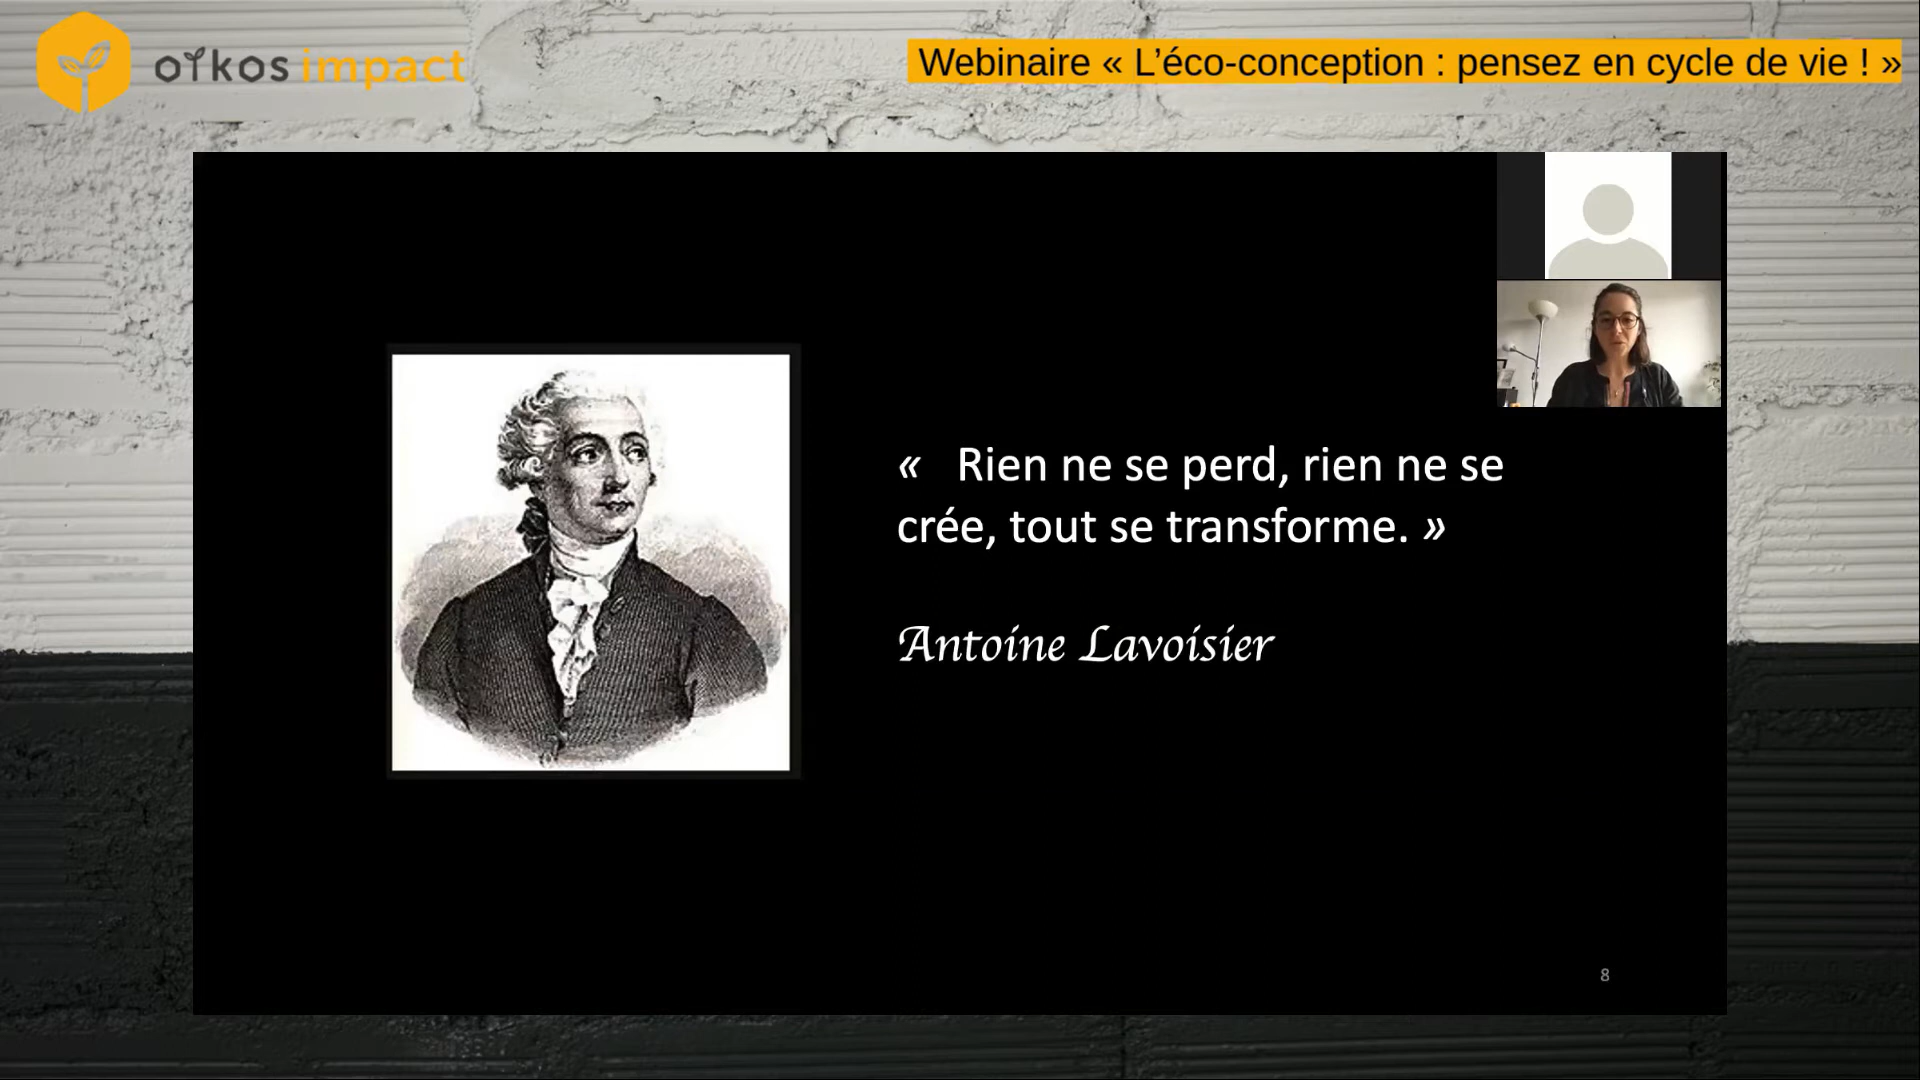 oïkos impact
Webinaire « L’éco-conception : pensez en cycle de vie ! »
« Rien ne se perd, rien ne se
crée, tout se transforme. »
Antoine Lavoisier
8